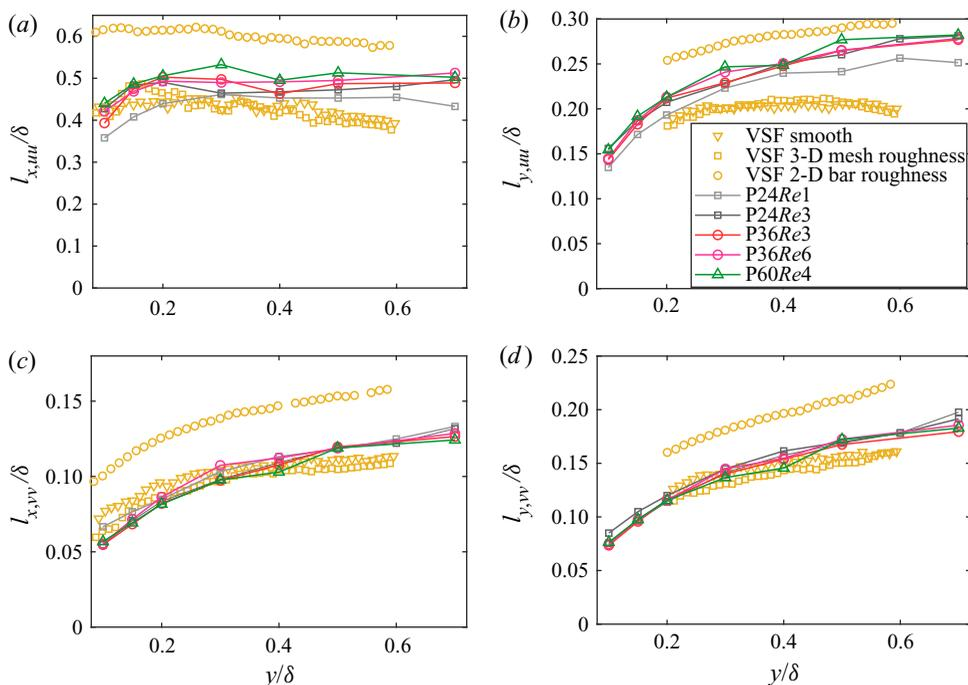 (a)
0.6
0.5
0.4
0.3
0.2
0.1
0
l_{x,uu}/δ
0.2 0.4 0.6
(b)
0.30
0.25
0.20
0.15
0.10
0.05
0
l_{y,uu}/δ
0.2 0.4 0.6
VSF smooth
VSF 3-D mesh roughness
VSF 2-D bar roughness
P24Re1
P24Re3
P36Re3
P36Re6
P60Re4
(c)
0.15
0.10
0.05
0
l_{x,vv}/δ
0.2 0.4 0.6
y/δ
(d)
0.25
0.20
0.15
0.10
0.05
0
l_{y,vv}/δ
0.2 0.4 0.6
y/δ